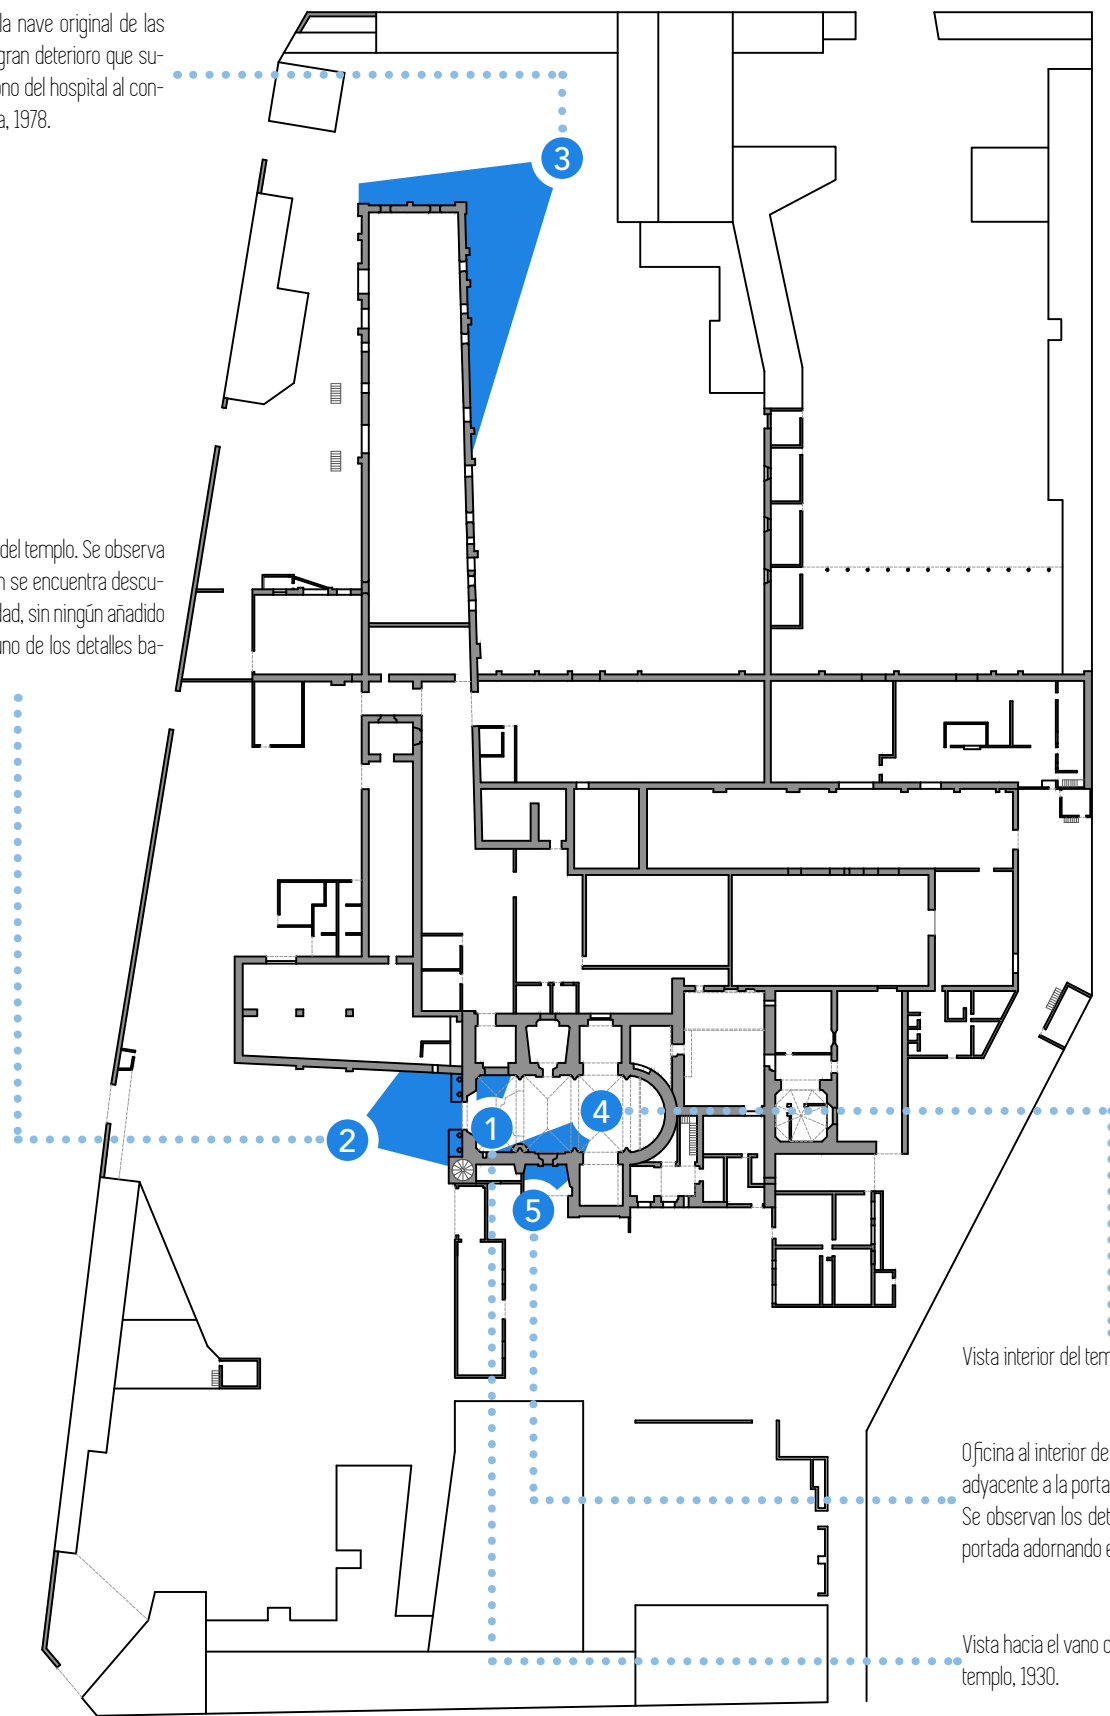 la nave original de las
gran deterioro que su-
ono del hospital al con-
a, 1978.
3
del templo. Se observa
n se encuentra descu-
dad, sin ningún añadido
uno de los detalles ba-
1
4
2
5
Vista interior del tem
Oficina al interior de
adyacente a la porta
Se observan los det
portada adornando e
Vista hacia el vano o
templo, 1930.